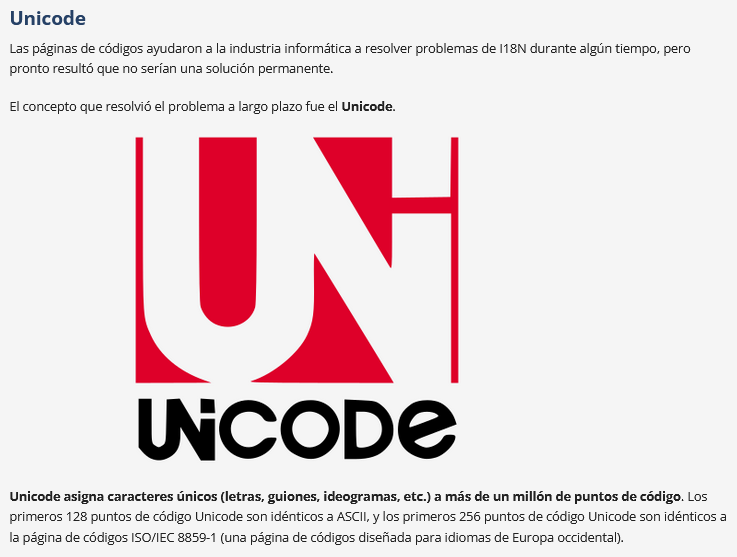 Unicode
Las páginas de códigos ayudaron a la industria informática a resolver problemas de I18N durante algún tiempo, pero
pronto resultó que no serían una solución permanente.
El concepto que resolvió el problema a largo plazo fue el Unicode.
UNi
UNiCODe
Unicode asigna caracteres únicos (letras, guiones, ideogramas, etc.) a más de un millón de puntos de código. Los
primeros 128 puntos de código Unicode son idénticos a ASCII, y los primeros 256 puntos de código Unicode son idénticos a
la página de códigos ISO/IEC 8859-1 (una página de códigos diseñada para idiomas de Europa occidental).